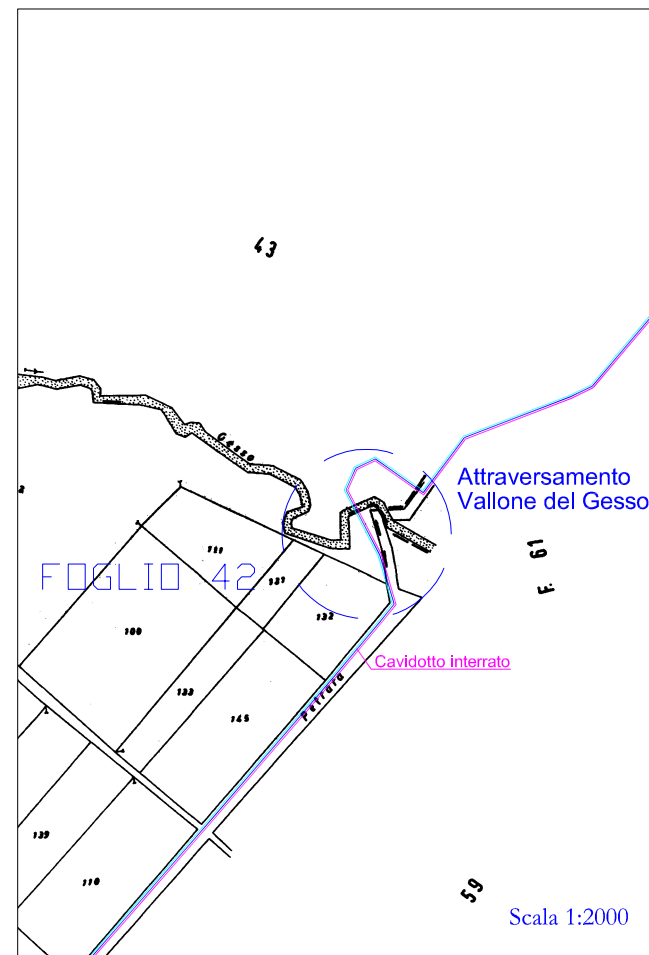 43
Gesso
Attraversamento
Vallone del Gesso
F. 61
111
FOGLIO 42
137
132
100
Cavidotto interrato
133
Petrara
145
139
110
59
Scala 1:2000